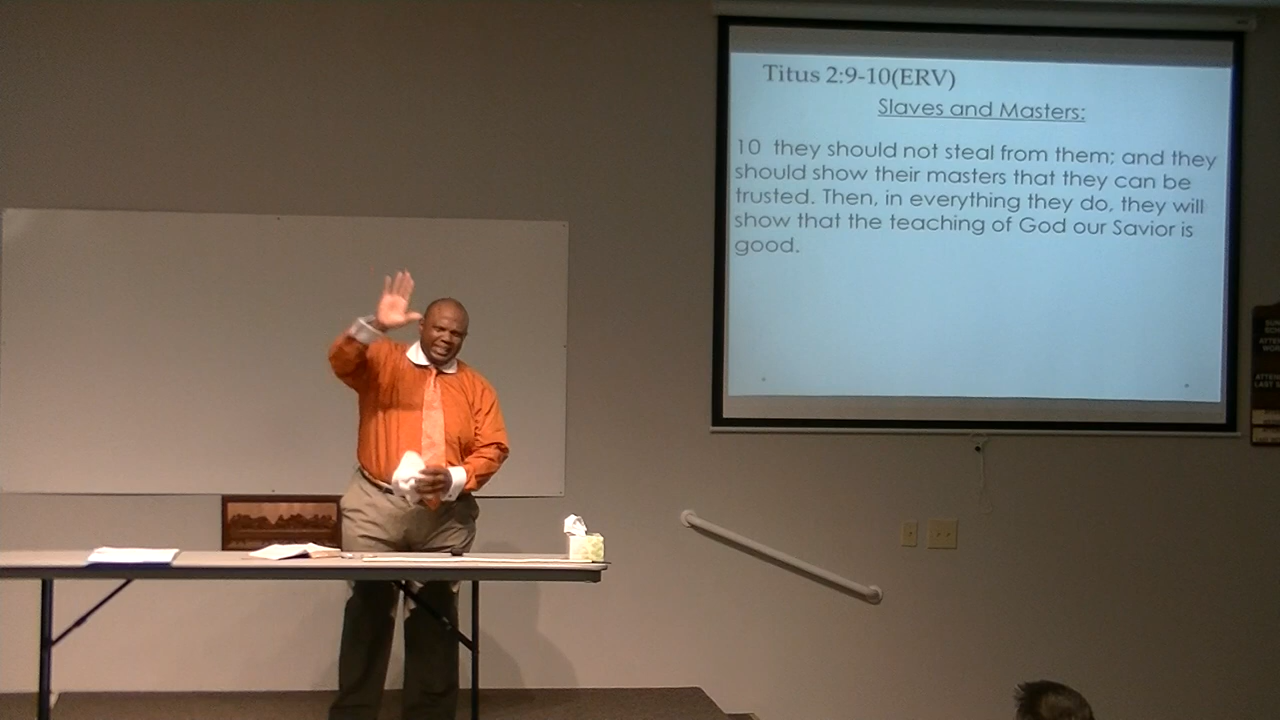 Titus 2:9-10(ERV)
Slaves and Masters:
10 they should not steal from them; and they
should show their masters that they can be
trusted. Then, in everything they do, they will
show that the teaching of God our Savior is
good.